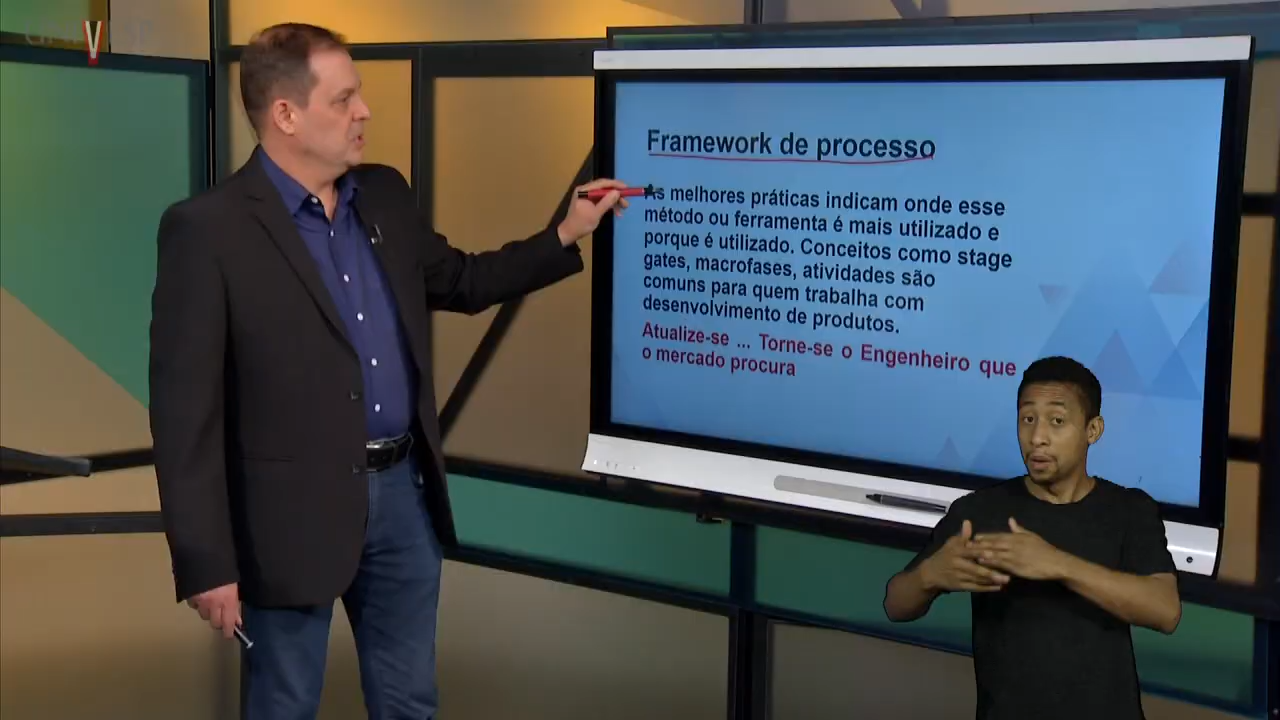 Framework de processo
As melhores práticas indicam onde esse
método ou ferramenta é mais utilizado e
porque é utilizado. Conceitos como stage
gates, macrofases, atividades são
comuns para quem trabalha com
desenvolvimento de produtos.
Atualize-se ... Torne-se o Engenheiro que
o mercado procura